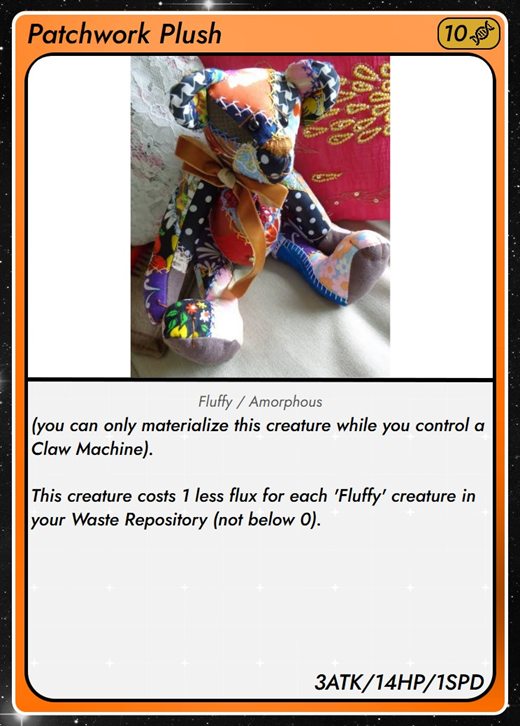 Patchwork Plush
10
Fluffy / Amorphous
(you can only materialize this creature while you control a
Claw Machine).
This creature costs 1 less flux for each 'Fluffy' creature in
your Waste Repository (not below 0).
3ATK/14HP/1SPD